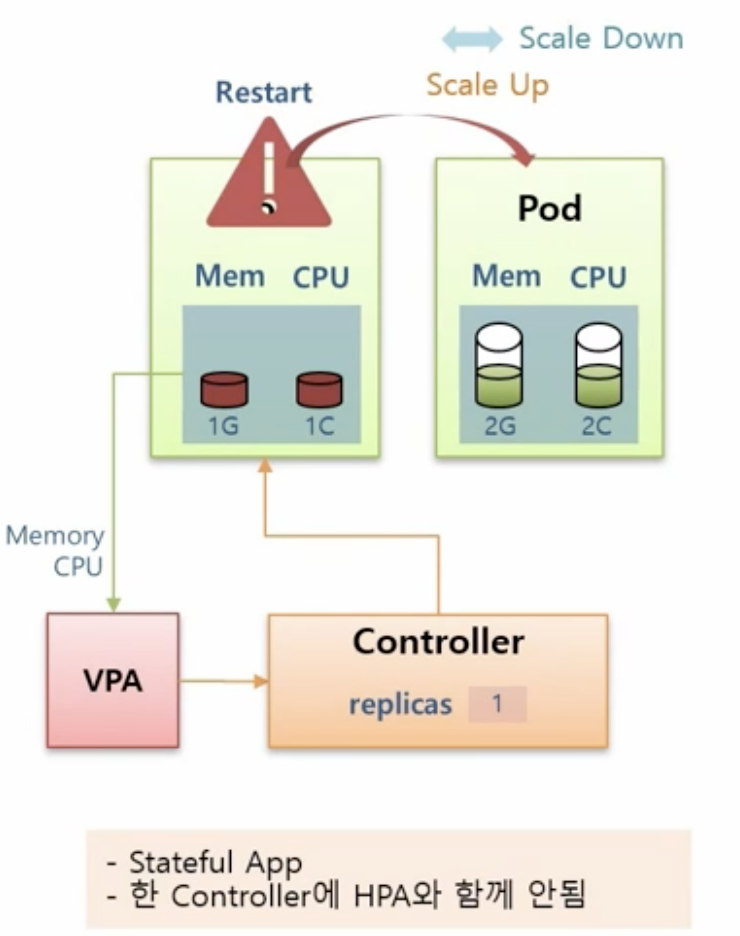 Scale Down
Scale Up
Restart
Pod
Mem CPU
1G 1C
Mem CPU
2G 2C
Memory
CPU
VPA
Controller
replicas 1
- Stateful App
- 한 Controller에 HPA와 함께 안됨